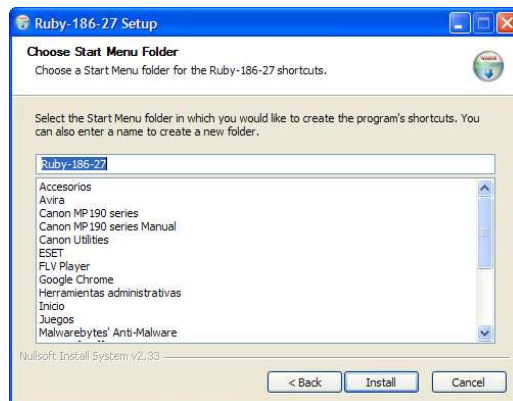 Ruby-186-27 Setup
Choose Start Menu Folder
Choose a Start Menu folder for the Ruby-186-27 shortcuts.
Select the Start Menu folder in which you would like to create the program's shortcuts. You
can also enter a name to create a new folder.
Ruby-186-27
Accesorios
Avira
Canon MP190 series
Canon MP190 series Manual
Canon Utilities
ESET
FLV Player
Google Chrome
Herramientas administrativas
Inicio
Juegos
Malwarebytes' Anti-Malware
Nullsoft Install System v2.33
< Back
Install
Cancel